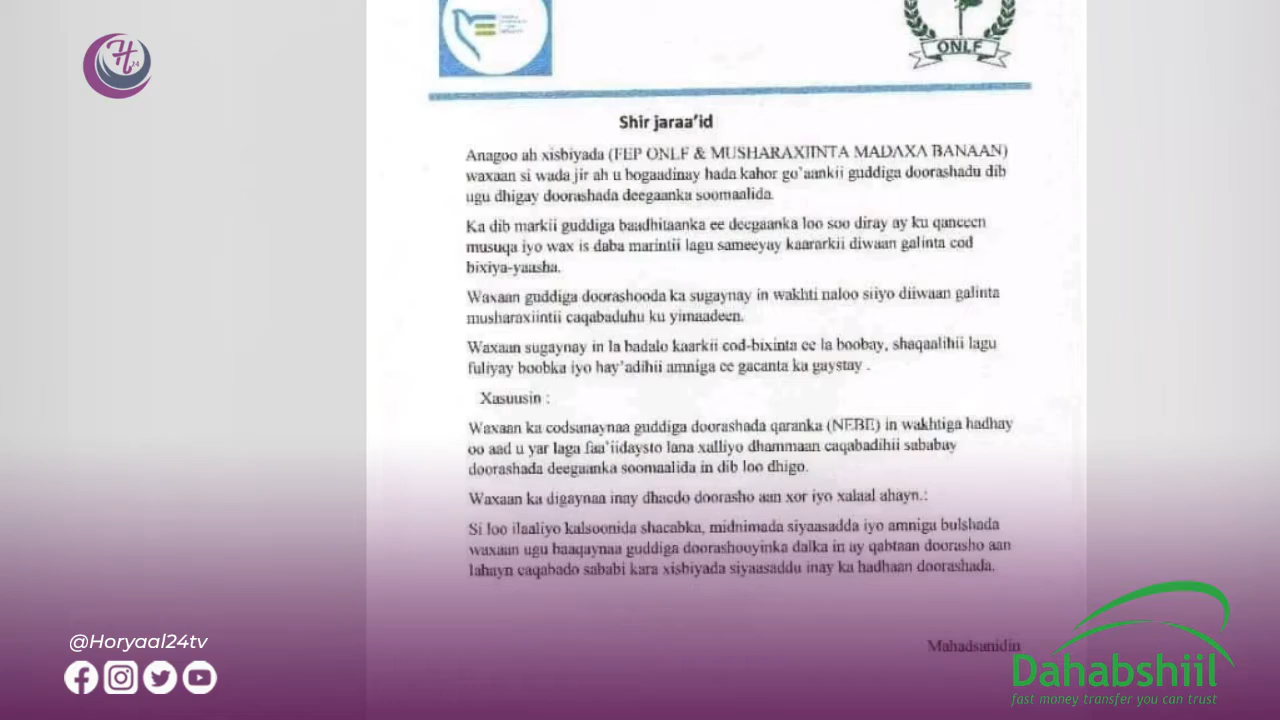 H
24
ONLF
Shir jaraa'id
Anagoo ah xisbiyada (FEP ONLF & MUSHARAXIINTA MADAXA BANAAN)
waxaan si wada jir ah u bogaadinay hada kahor go'aankii guddiga doorashadu dib
ugu dhigay doorashada deegaanka soomaalida.
Ka dib markii guddiga baadhitaanka ee deegaanka loo soo diray ay ku qanceen
musuqa iyo wax is daba marintii lagu sameeyay kaararkii diwaan galinta cod
bixiya-yaasha.
Waxaan guddiga doorashooda ka sugaynay in wakhti naloo siiyo diiwaan galinta
musharaxiintii caqabaduhu ku yimaadeen.
Waxaan sugaynay in la badalo kaarkii cod-bixinta ee la boobay, shaqaalihii lagu
fuliyay boobka iyo hay'adihii amniga ee gacanta ka gaystay .
Xasuusin :
Waxaan ka codsanaynaa guddiga doorashada qaranka (NEBE) in wakhtiga hadhay
oo aad u yar laga faa'iidaysto lana xalliyo dhammaan caqabadihii sababay
doorashada deegaanka soomaalida in dib loo dhigo.
Waxaan ka digaynaa inay dhacdo doorasho aan xor iyo xalaal ahayn.:
Si loo ilaaliyo kalsoonida shacabka, midnimada siyaasadda iyo amniga bulshada
waxaan ugu baaqaynaa guddiga doorashouyinka dalka in ay qabtaan doorasho aan
lahayn caqabado sababi kara xisbiyada siyaasaddu inay ka hadhaan doorashada.
Mahadsanidin
@Horyaal24tv
Dahabshiil
fast money transfer you can trust